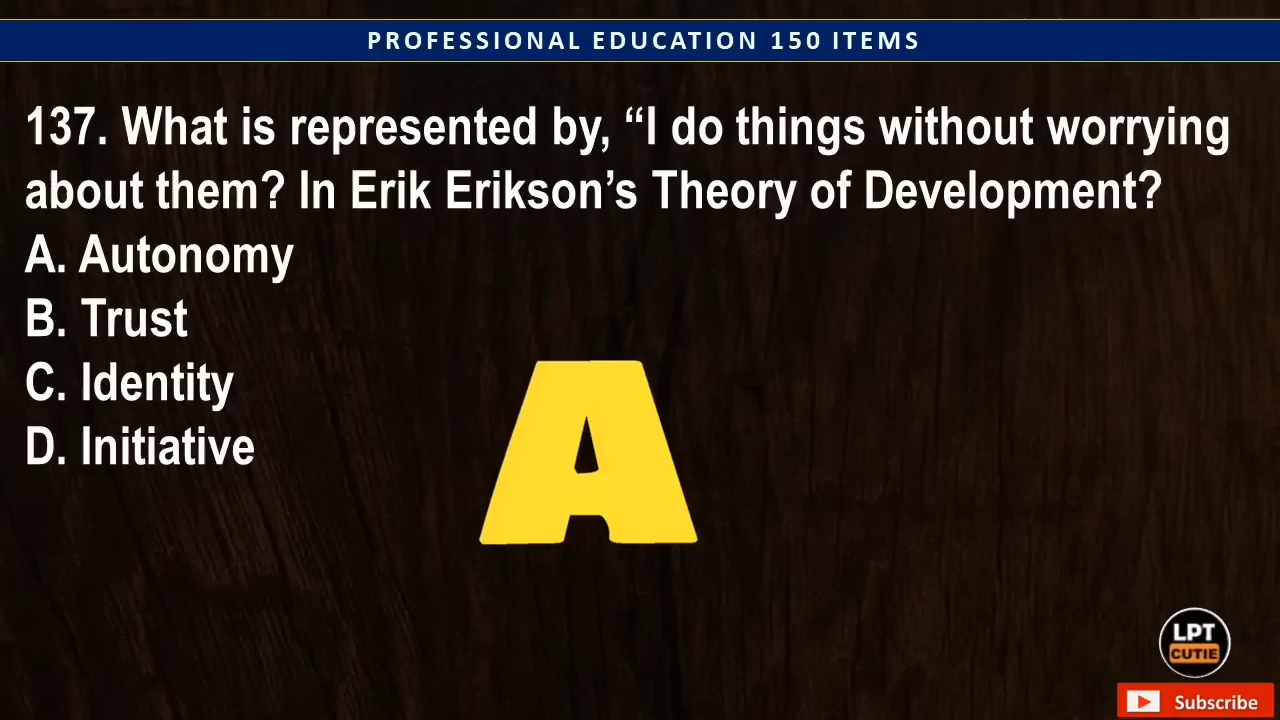 PROFESSIONAL EDUCATION 150 ITEMS
137. What is represented by, “I do things without worrying
about them? In Erik Erikson’s Theory of Development?
A. Autonomy
B. Trust
C. Identity
D. Initiative
A
LPT
CUTIE
Subscribe